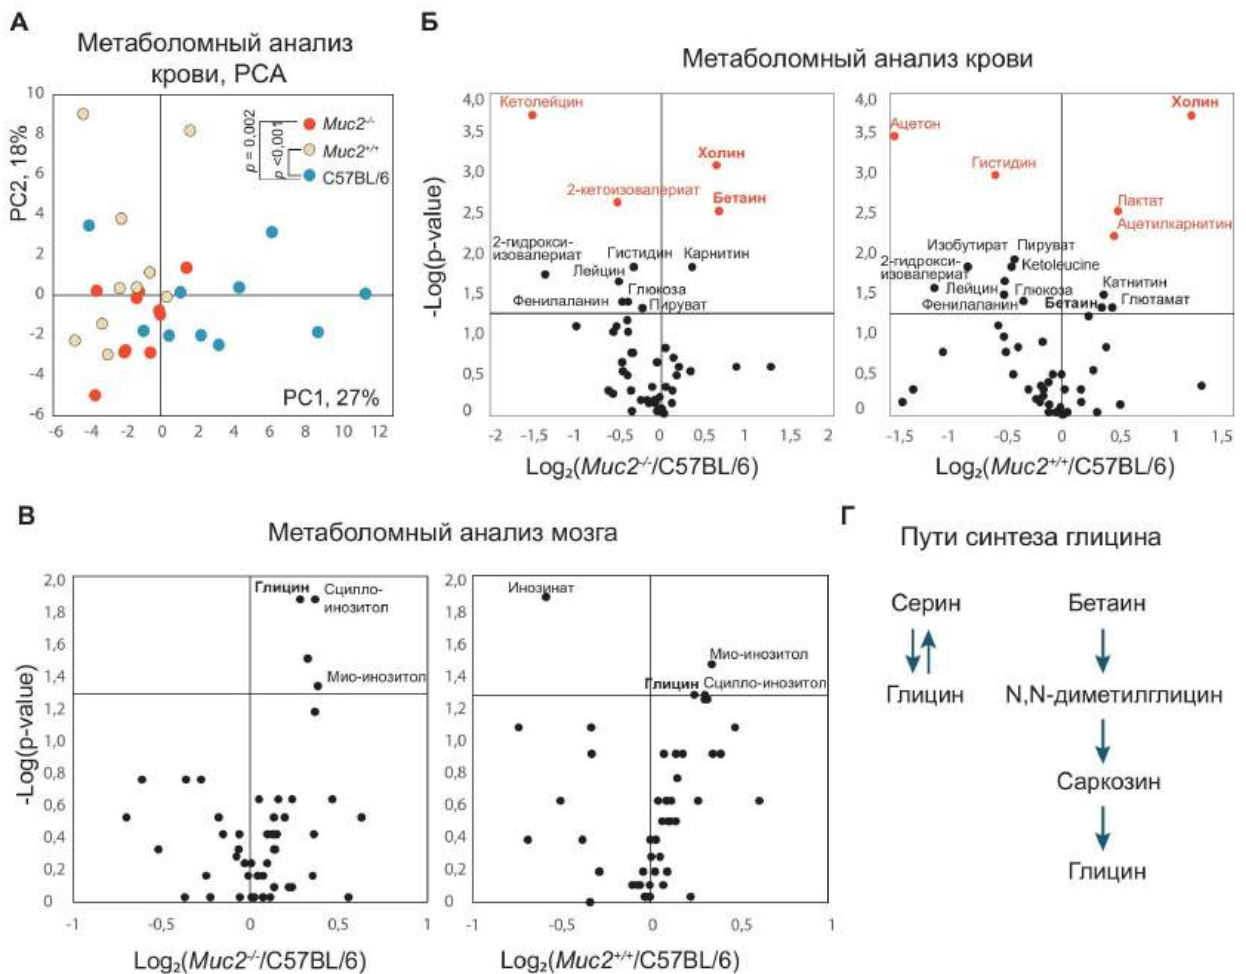 А
Метаболомный анализ
крови, PCA
10
8
6
4
2
0
-2
-4
-6
PC2, 18%
p = 0,002
p <0,001
Muc2-/-
Muc2+/+
C57BL/6
PC1, 27%
-6 -4 -2 0 2 4 6 8 10 12
Б
Метаболомный анализ крови
-Log(p-value)
4,0
3,5
3,0
2,5
2,0
1,5
1,0
0,5
0
Кетолейцин
Холин
2-кетоизовалериат
Бетаин
2-гидрокси-
изовалериат
Гистидин
Карнитин
Лейцин
Глюкоза
Фенилаланин
Пируват
-2 -1 -1,5 0 0,5 1 1,5 2
Log₂(Muc2-/-/C57BL/6)
4,0
3,5
3,0
2,5
2,0
1,5
1,0
0,5
0
Холин
Ацетон
Гистидин
Лактат
Ацетилкарнитин
Изобутират
Пируват
2-гидрокси-
изовалериат
Ketoleucine
Лейцин
Глюкоза
Катнитин
Фенилаланин
Бетаин
Глютамат
-1,5 -1 -0,5 0 0,5 1 1,5
Log₂(Muc2+/+/C57BL/6)
В
Метаболомный анализ мозга
-Log(p-value)
2,0
1,8
1,6
1,4
1,2
1,0
0,8
0,6
0,4
0,2
0
Глицин
Сцилло-
инозитол
Мио-инозитол
-1 -0,5 0 0,5 1
Log₂(Muc2-/-/C57BL/6)
2,0
1,8
1,6
1,4
1,2
1,0
0,8
0,6
0,4
0,2
0
Инозинат
Мио-инозитол
Глицин
Сцилло-инозитол
-1 -0,5 0 0,5 1
Log₂(Muc2+/+/C57BL/6)
Г
Пути синтеза глицина
Серин
Глицин
Бетаин
N,N-диметилглицин
Саркозин
Глицин